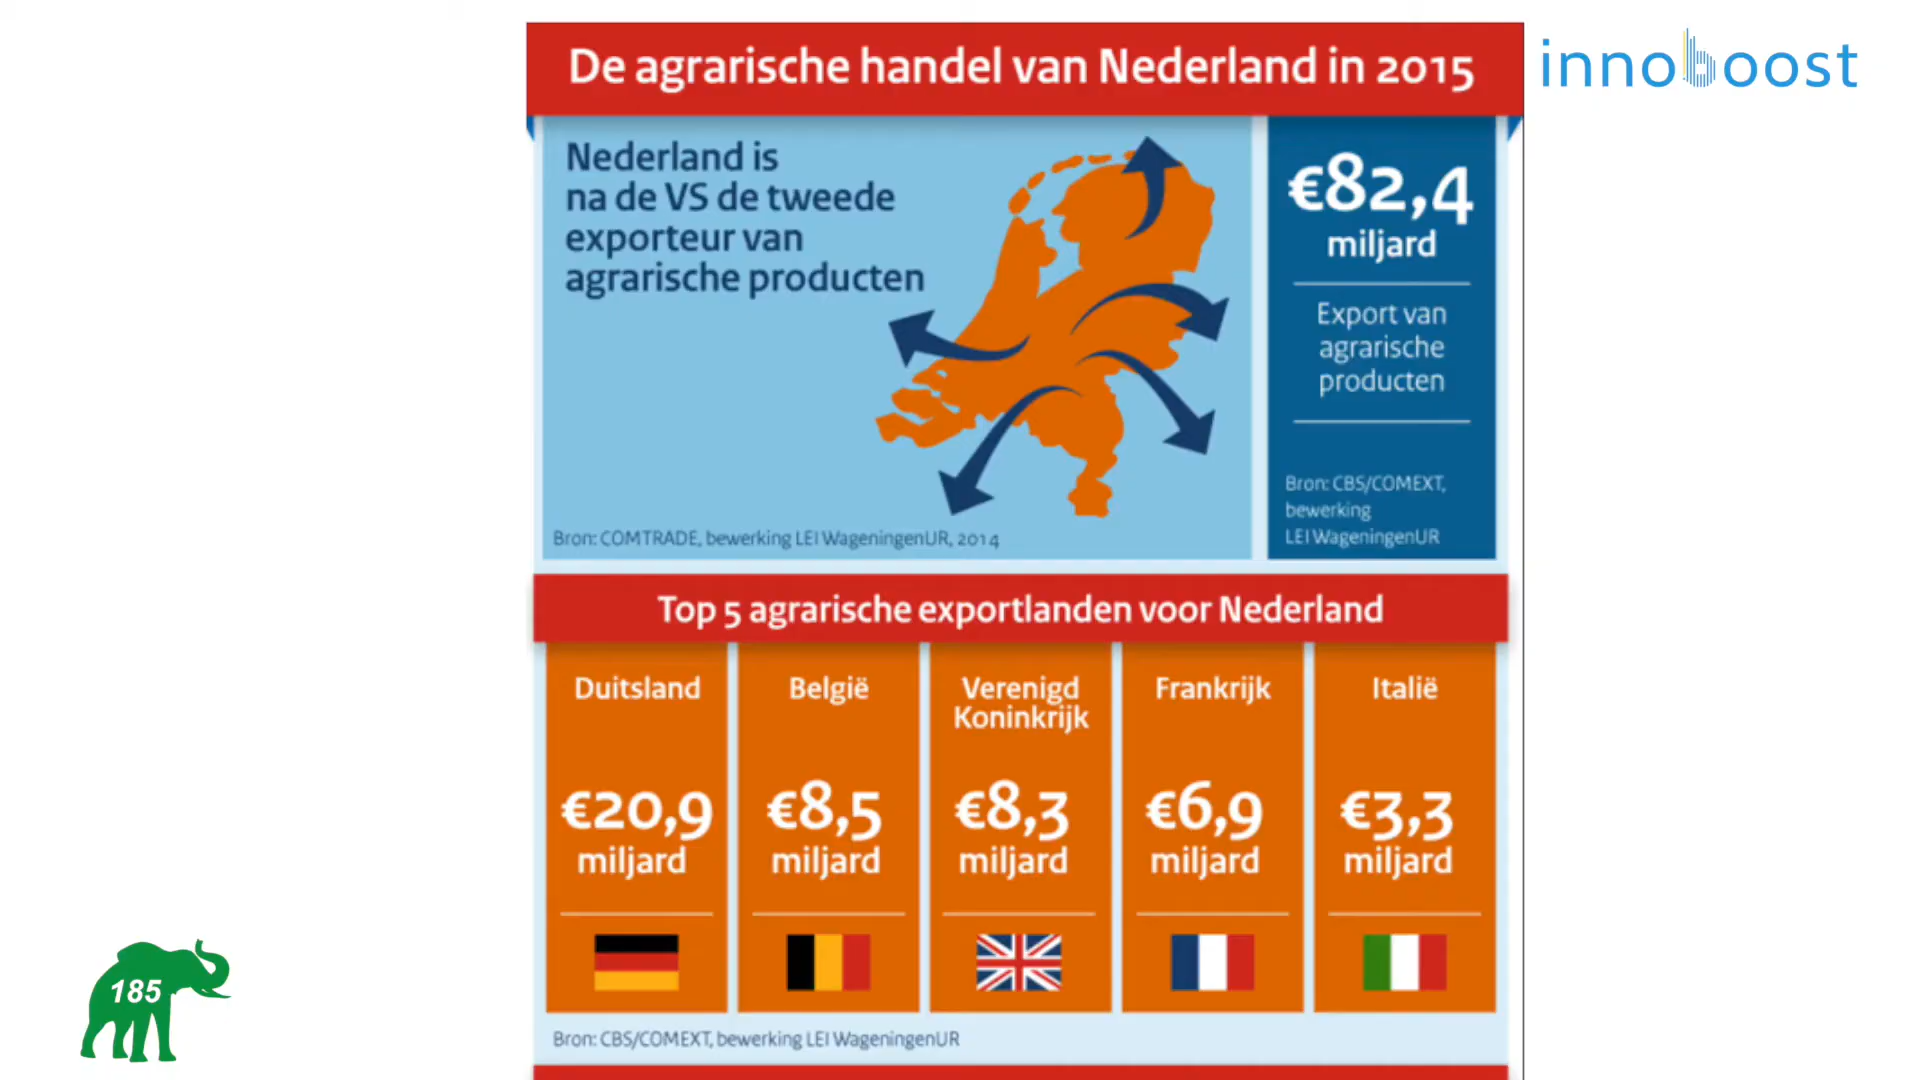 De agrarische handel van Nederland in 2015
innoboost
Nederland is
na de VS de tweede
exporteur van
agrarische producten
Bron: COMTRADE, bewerking LEI WageningenUR, 2014
€82,4
miljard
Export van
agrarische
producten
Bron: CBS/COMEXT,
bewerking
LEI WageningenUR
Top 5 agrarische exportlanden voor Nederland
Duitsland
€20,9
miljard
België
€8,5
miljard
Verenigd
Koninkrijk
€8,3
miljard
Frankrijk
€6,9
miljard
Italië
€3,3
miljard
Bron: CBS/COMEXT, bewerking LEI WageningenUR
185